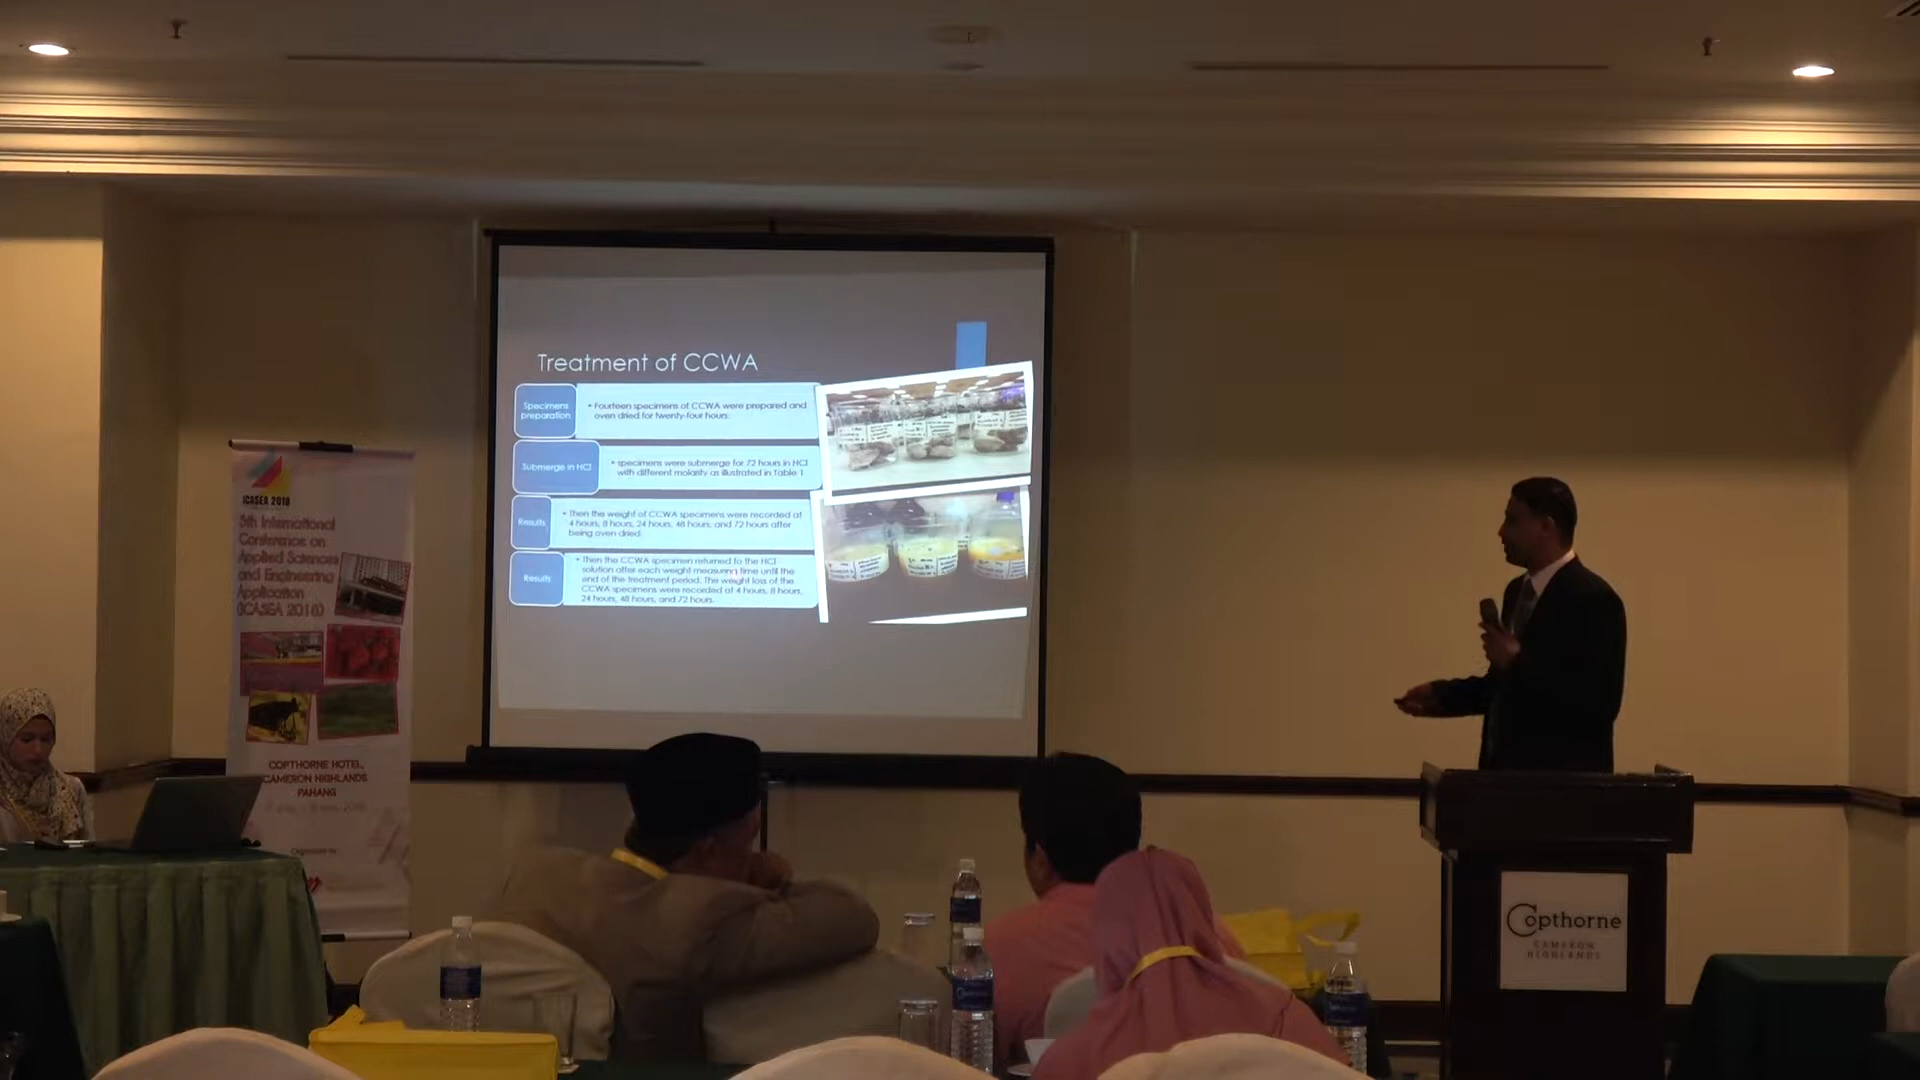 Treatment of CCWA
Specimens
preparation
• Fourteen specimens of CCWA were prepared and
oven dried for twenty-four hours.
Submerge in HCl
• specimens were submerge for 72 hours in HCl
with different molarity as illustrated in Table 1
Results
• Then the weight of CCWA specimens were recorded at
4 hours, 8 hours, 24 hours, 48 hours, and 72 hours after
being oven dried.
Results
• Then the CCWA specimen returned to the HCl
solution after each weight measuring time until the
end of the treatment period. The weight loss of the
CCWA specimens were recorded at 4 hours, 8 hours,
24 hours, 48 hours, and 72 hours.
ICASEA 2018
5th International
Conference on
Applied Sciences
and Engineering
Application
(ICASEA 2018)
COPTHORNE HOTEL,
CAMERON HIGHLANDS
PAHANG
Organized by
Copthorne
CAMERON
HIGHLANDS